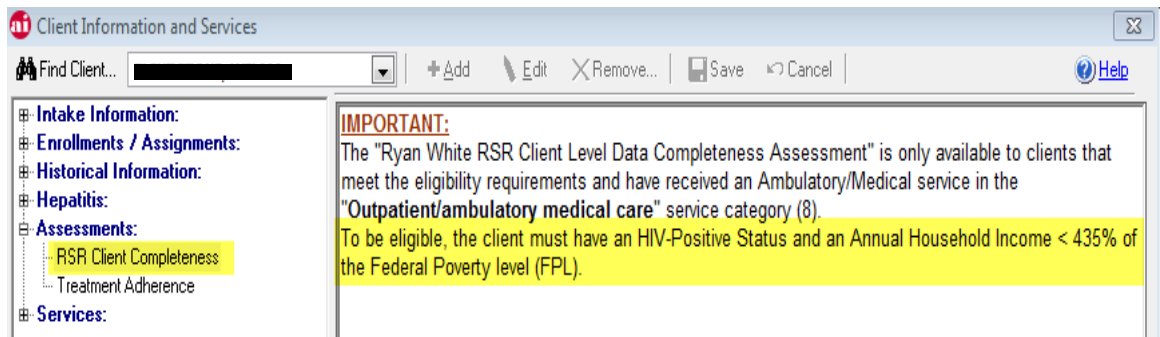 ai Client Information and Services
Find Client... Add Edit Remove... Save Cancel Help
Intake Information:
Enrollments / Assignments:
Historical Information:
Hepatitis:
Assessments:
RSR Client Completeness
Treatment Adherence
Services:
IMPORTANT:
The "Ryan White RSR Client Level Data Completeness Assessment" is only available to clients that
meet the eligibility requirements and have received an Ambulatory/Medical service in the
"Outpatient/ambulatory medical care" service category (8).
To be eligible, the client must have an HIV-Positive Status and an Annual Household Income < 435% of
the Federal Poverty level (FPL).